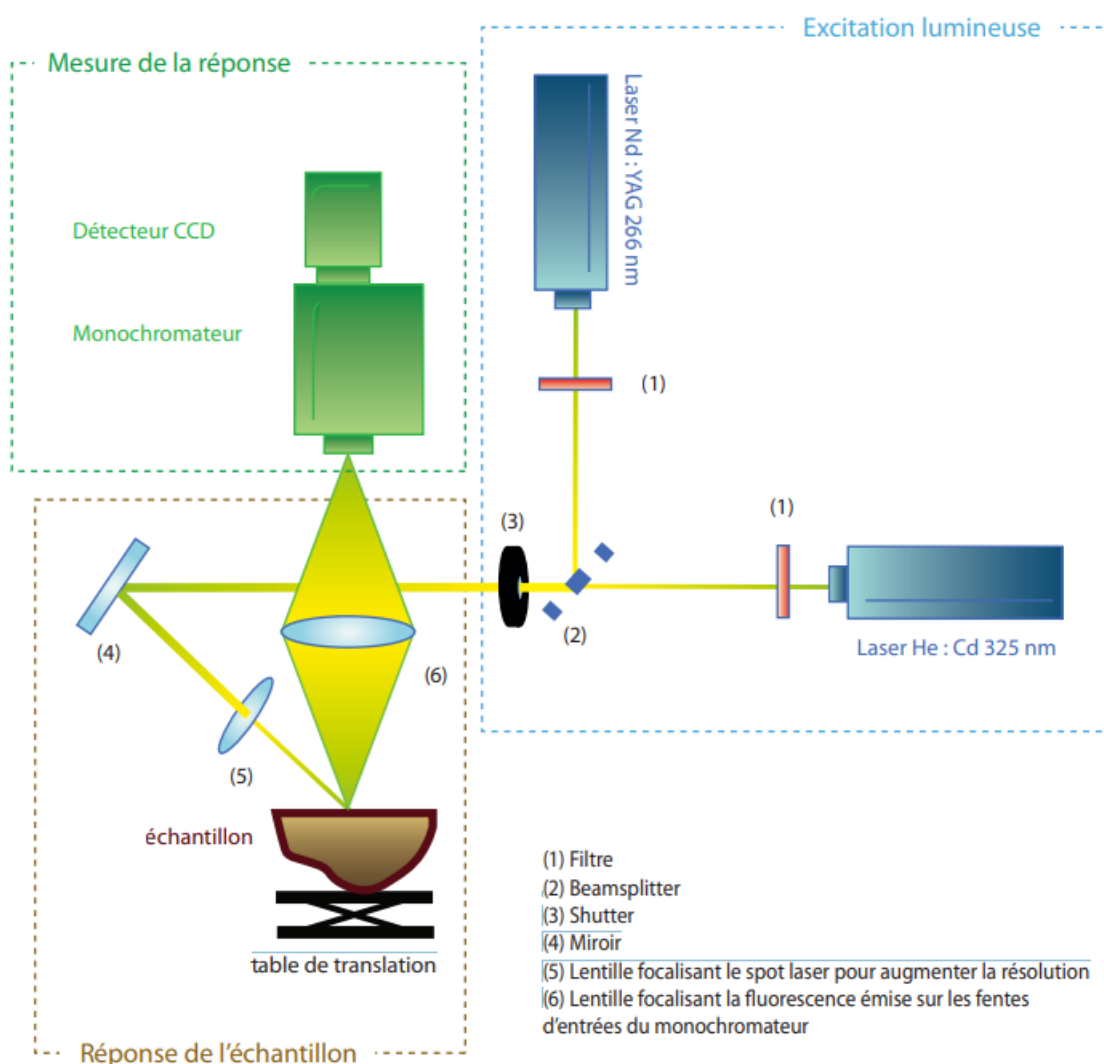 Excitation lumineuse
Mesure de la réponse
Laser Nd : YAG 266 nm
Détecteur CCD
Monochromateur
(1)
(3)
(1)
(2)
(4)
(6)
Laser He : Cd 325 nm
(5)
échantillon
table de translation
(1) Filtre
(2) Beamsplitter
(3) Shutter
(4) Miroir
(5) Lentille focalisant le spot laser pour augmenter la résolution
(6) Lentille focalisant la fluorescence émise sur les fentes
d'entrées du monochromateur
Réponse de l'échantillon